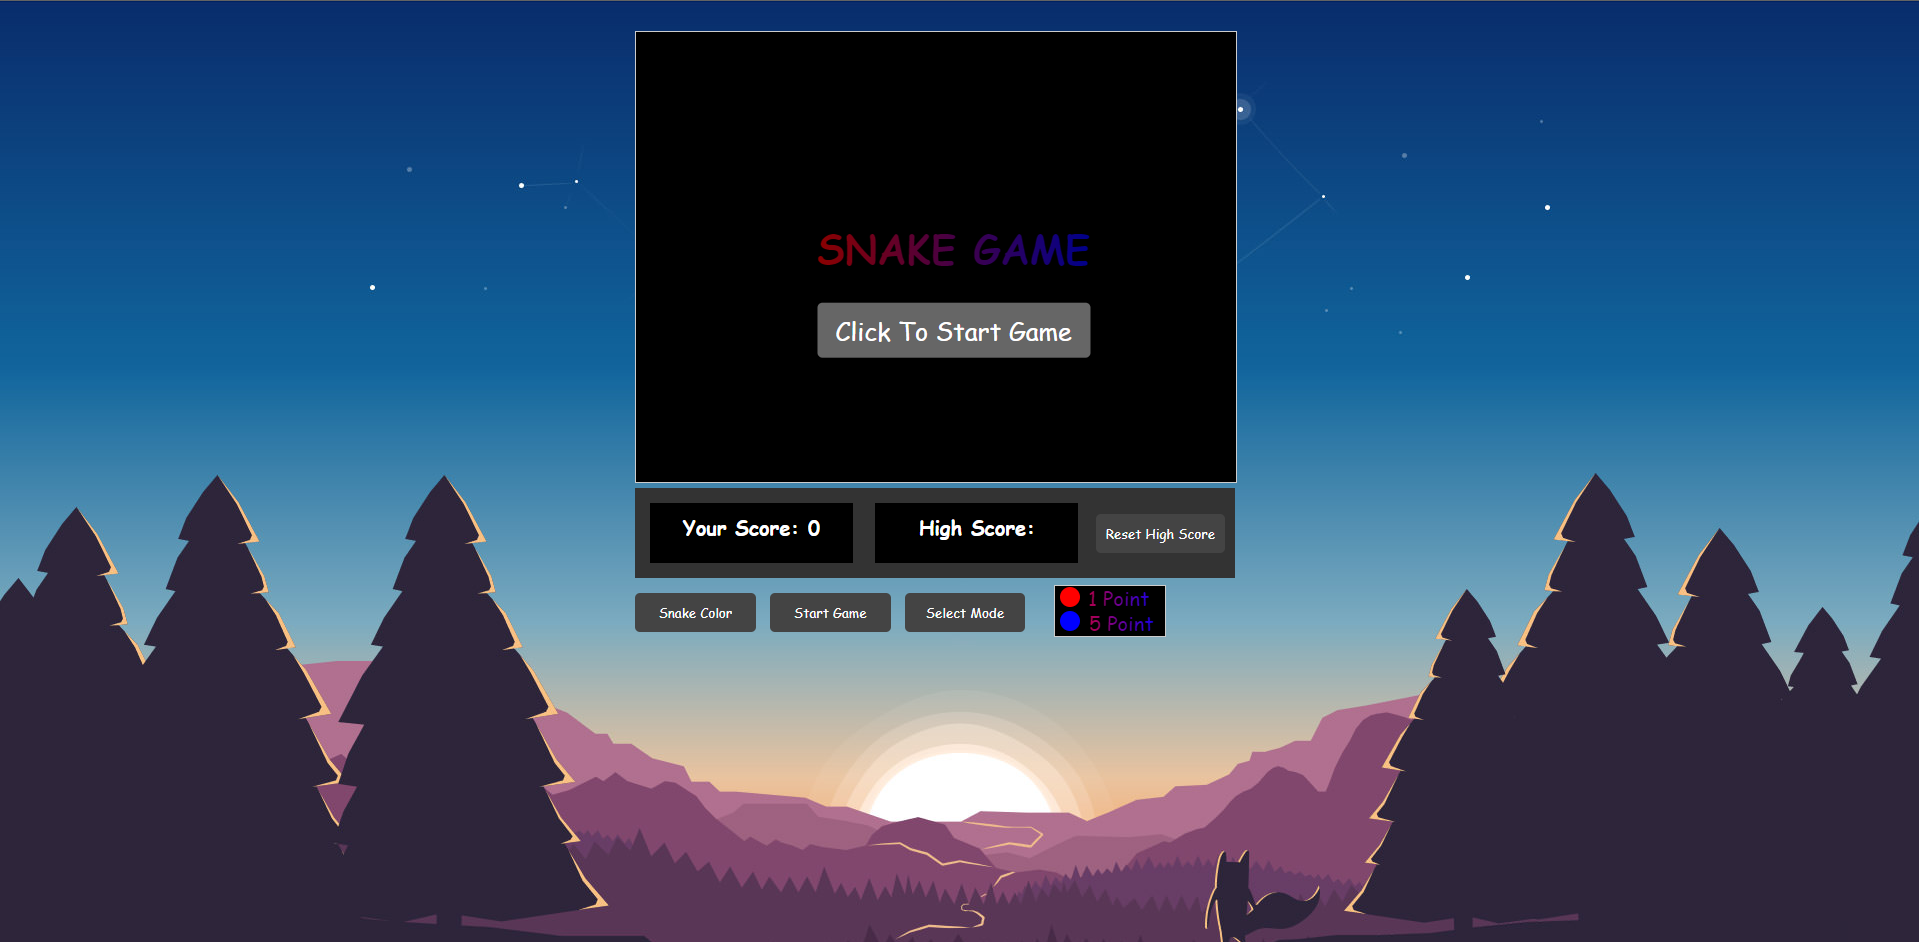 SNAKE GAME
Click To Start Game
Your Score: 0
High Score:
Reset High Score
Snake Color
Start Game
Select Mode
1 Point
5 Point